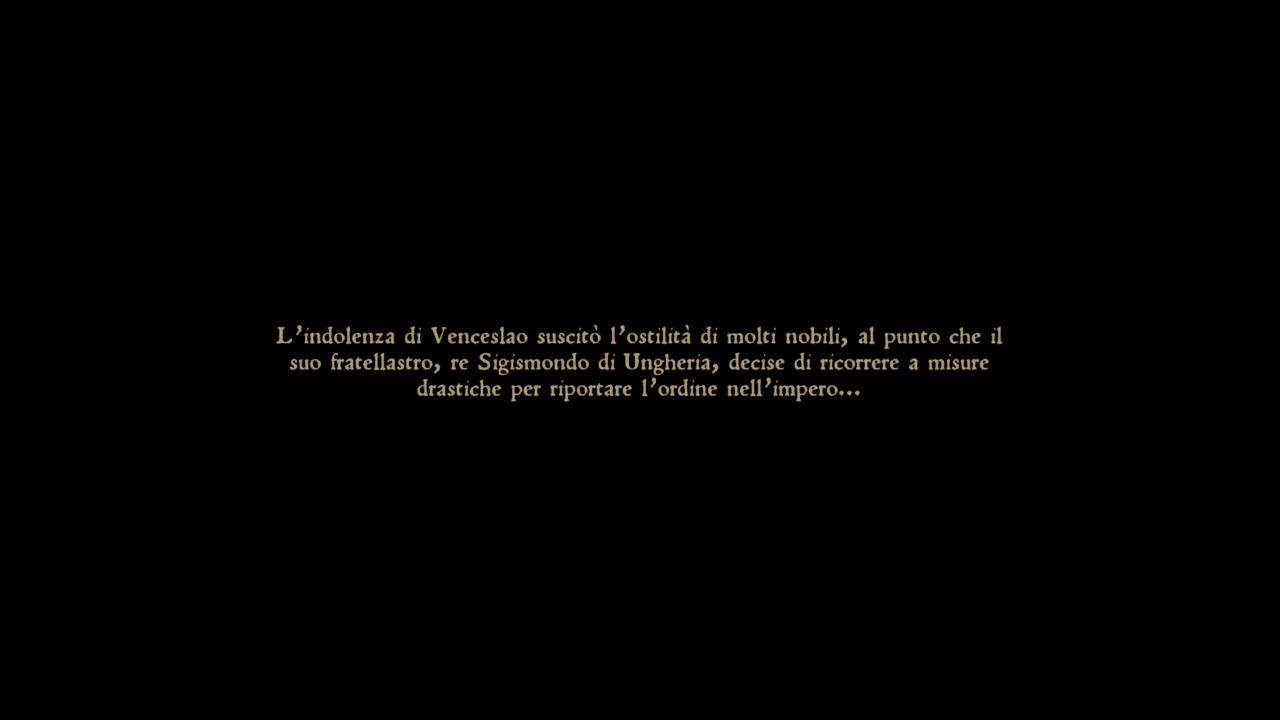 L'indolenza di Venceslao suscitò l'ostilità di molti nobili, al punto che il
suo fratellastro, re Sigismondo di Ungheria, decise di ricorrere a misure
drastiche per riportare l'ordine nell'impero...